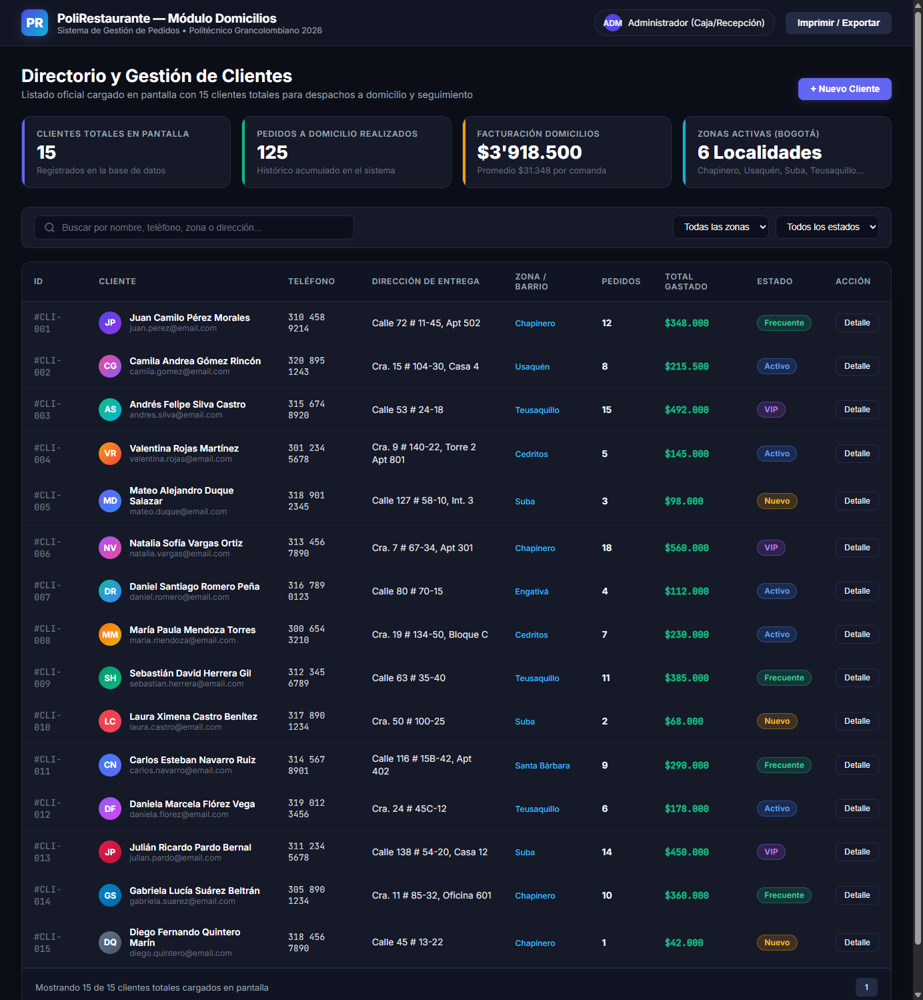 PR
PoliRestaurante — Módulo Domicilios
Sistema de Gestión de Pedidos • Politécnico Grancolombiano 2026
ADM Administrador (Caja/Recepción)
Imprimir / Exportar
Directorio y Gestión de Clientes
Listado oficial cargado en pantalla con 15 clientes totales para despachos a domicilio y seguimiento
+ Nuevo Cliente
CLIENTES TOTALES EN PANTALLA
15
Registrados en la base de datos
PEDIDOS A DOMICILIO REALIZADOS
125
Histórico acumulado en el sistema
FACTURACIÓN DOMICILIOS
$3'918.500
Promedio $31.348 por comanda
ZONAS ACTIVAS (BOGOTÁ)
6 Localidades
Chapinero, Usaquén, Suba, Teusaquillo...
Buscar por nombre, teléfono, zona o dirección...
Todas las zonas
Todos los estados
ID
CLIENTE
TELÉFONO
DIRECCIÓN DE ENTREGA
ZONA /
BARRIO
PEDIDOS
TOTAL
GASTADO
ESTADO
ACCIÓN
#CLI-
001
JP
Juan Camilo Pérez Morales
juan.perez@email.com
310 458
9214
Calle 72 # 11-45, Apt 502
Chapinero
12
$348.000
Frecuente
Detalle
#CLI-
002
CG
Camila Andrea Gómez Rincón
camila.gomez@email.com
320 895
1243
Cra. 15 # 104-30, Casa 4
Usaquén
8
$215.500
Activo
Detalle
#CLI-
003
AS
Andrés Felipe Silva Castro
andres.silva@email.com
315 674
8920
Calle 53 # 24-18
Teusaquillo
15
$492.000
VIP
Detalle
#CLI-
004
VR
Valentina Rojas Martínez
valentina.rojas@email.com
301 234
5678
Cra. 9 # 140-22, Torre 2
Apt 801
Cedritos
5
$145.000
Activo
Detalle
#CLI-
005
MD
Mateo Alejandro Duque
Salazar
mateo.duque@email.com
318 901
2345
Calle 127 # 58-10, Int. 3
Suba
3
$98.000
Nuevo
Detalle
#CLI-
006
NV
Natalia Sofía Vargas Ortiz
natalia.vargas@email.com
313 456
7890
Cra. 7 # 67-34, Apt 301
Chapinero
18
$560.000
VIP
Detalle
#CLI-
007
DR
Daniel Santiago Romero Peña
daniel.romero@email.com
316 789
0123
Calle 80 # 70-15
Engativá
4
$112.000
Activo
Detalle
#CLI-
008
MM
María Paula Mendoza Torres
maria.mendoza@email.com
300 654
3210
Cra. 19 # 134-50, Bloque C
Cedritos
7
$230.000
Activo
Detalle
#CLI-
009
SH
Sebastián David Herrera Gil
sebastian.herrera@email.com
312 345
6789
Calle 63 # 35-40
Teusaquillo
11
$385.000
Frecuente
Detalle
#CLI-
010
LC
Laura Ximena Castro Benítez
laura.castro@email.com
317 890
1234
Cra. 50 # 100-25
Suba
2
$68.000
Nuevo
Detalle
#CLI-
011
CN
Carlos Esteban Navarro Ruiz
carlos.navarro@email.com
314 567
8901
Calle 116 # 15B-42, Apt
402
Santa Bárbara
9
$290.000
Frecuente
Detalle
#CLI-
012
DF
Daniela Marcela Flórez Vega
daniela.florez@email.com
319 012
3456
Cra. 24 # 45C-12
Teusaquillo
6
$178.000
Activo
Detalle
#CLI-
013
JP
Julián Ricardo Pardo Bernal
julian.pardo@email.com
311 234
5678
Calle 138 # 54-20, Casa 12
Suba
14
$450.000
VIP
Detalle
#CLI-
014
GS
Gabriela Lucía Suárez Beltrán
gabriela.suarez@email.com
305 890
1234
Cra. 11 # 85-32, Oficina 601
Chapinero
10
$360.000
Frecuente
Detalle
#CLI-
015
DQ
Diego Fernando Quintero
Marín
diego.quintero@email.com
318 456
7890
Calle 45 # 13-22
Chapinero
1
$42.000
Nuevo
Detalle
Mostrando 15 de 15 clientes totales cargados en pantalla
1